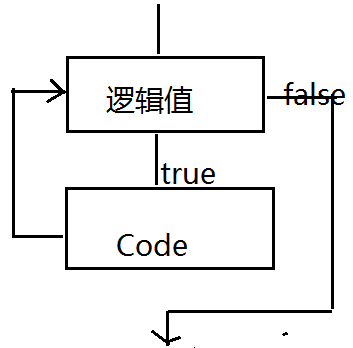 逻辑值
false
true
Code